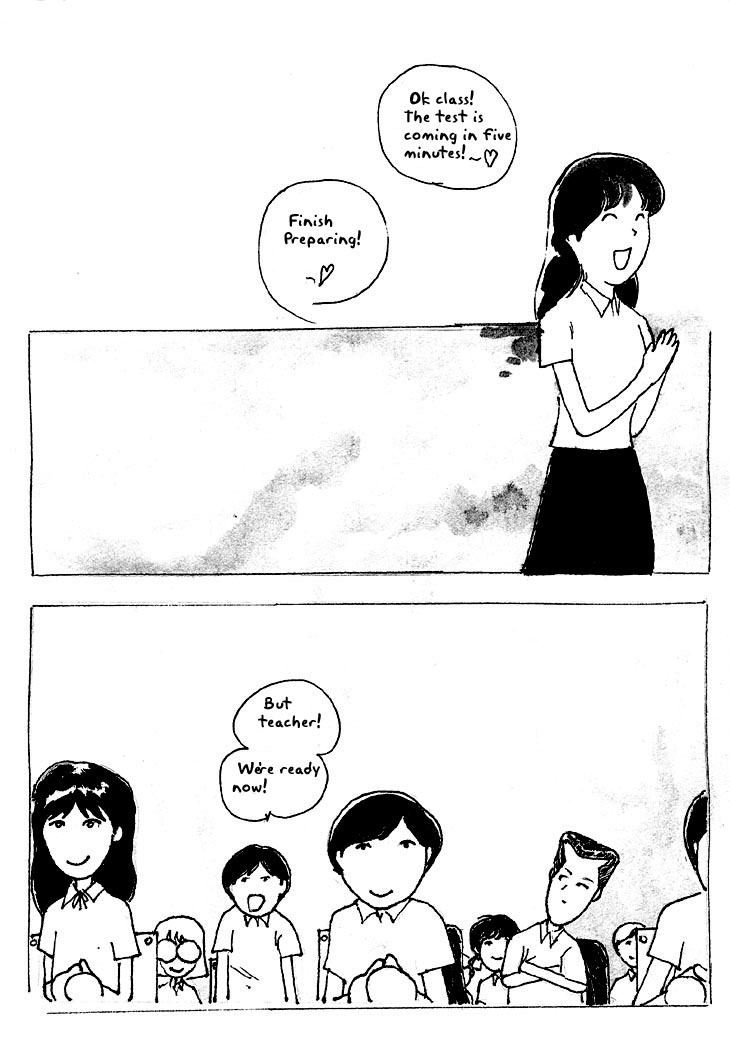 Ok class!
The test is
coming in five
minutes!~♡
Finish
Preparing!
~♡
But
teacher!
We're ready
now!